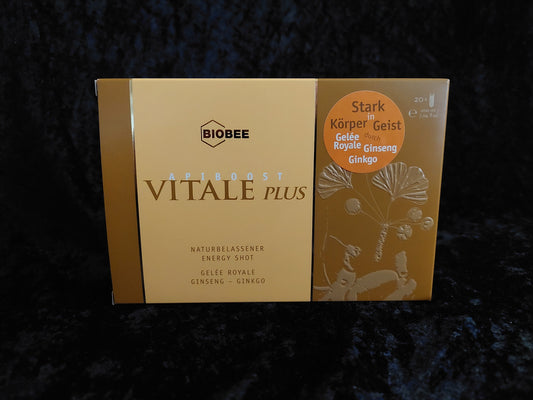 BIOBEE
APIBOOST
VITALE PLUS
NATURBELASSENER
ENERGY SHOT
GELÉE ROYALE
GINSENG – GINKGO
Stark
in
Körper Geist
Gelée durch
Royale Ginseng
Ginkgo
20 x